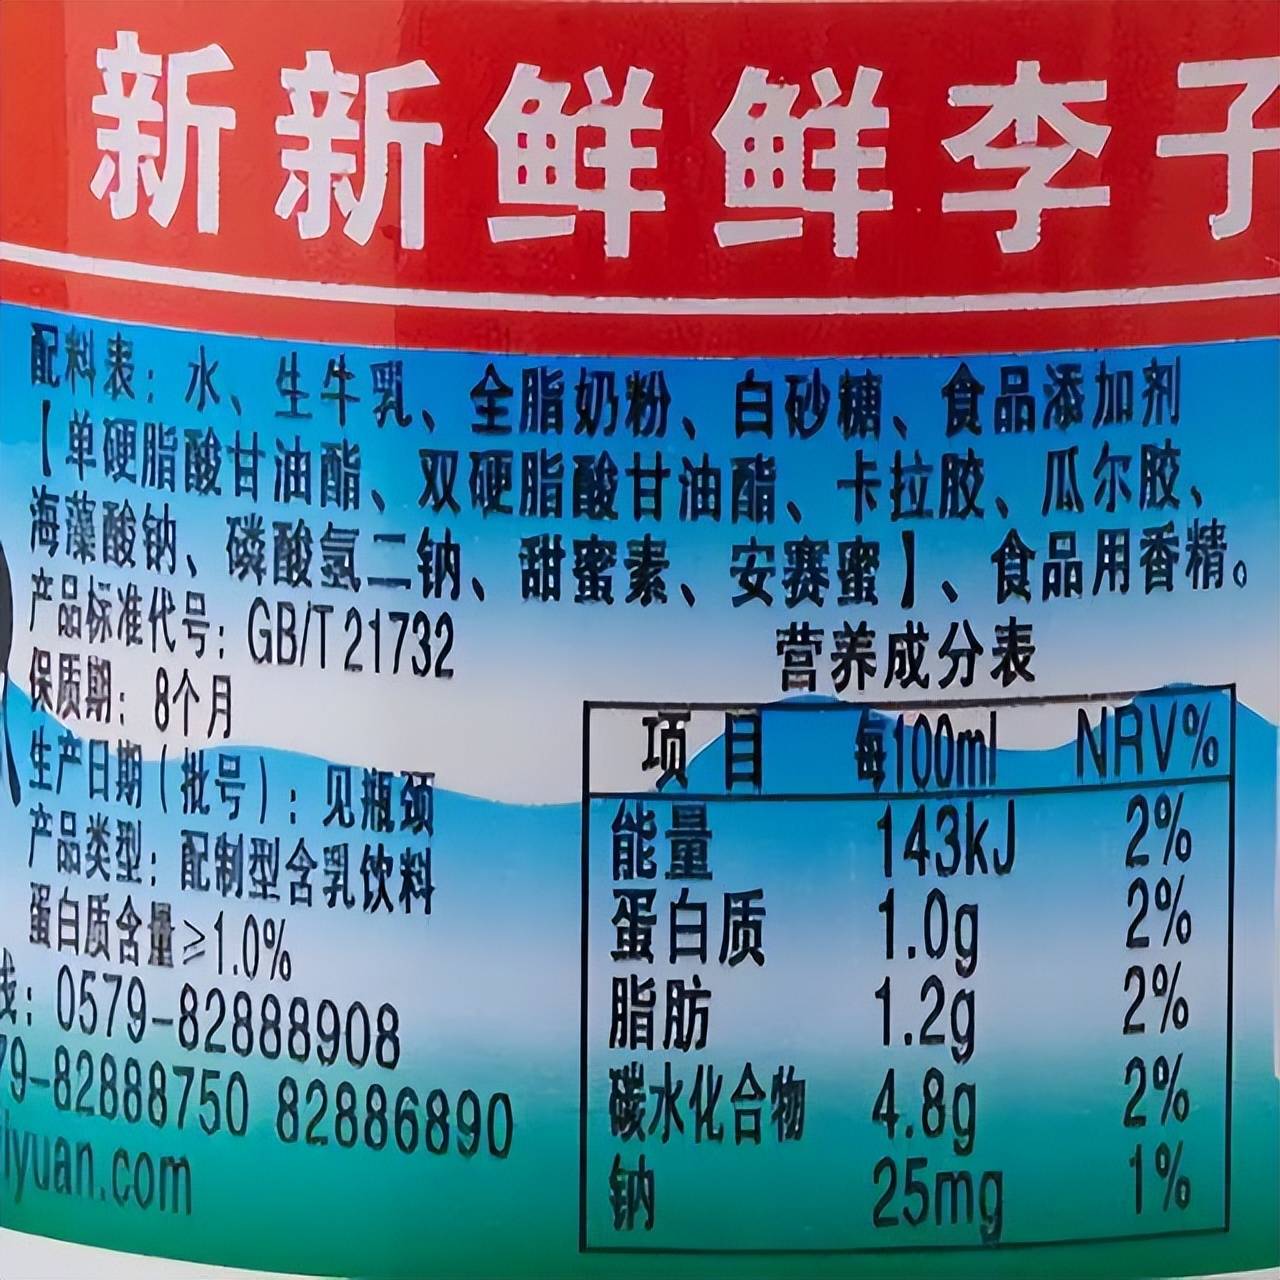 新新鲜鲜李子
配料表：水、生牛乳、全脂奶粉、白砂糖、食品添加剂
【单硬脂酸甘油酯、双硬脂酸甘油酯、卡拉胶、瓜尔胶、
海藻酸钠、磷酸氢二钠、甜蜜素、安赛蜜】、食品用香精。
产品标准代号：GB/T 21732
保质期：8个月
生产日期（批号）：见瓶颈
产品类型：配制型含乳饮料
蛋白质含量≥1.0%
线：0579-82888908
79-82888750 82886890
iyuan.com
营养成分表
项 目 每100ml NRV%
能量 143kJ 2%
蛋白质 1.0g 2%
脂肪 1.2g 2%
碳水化合物 4.8g 2%
钠 25mg 1%